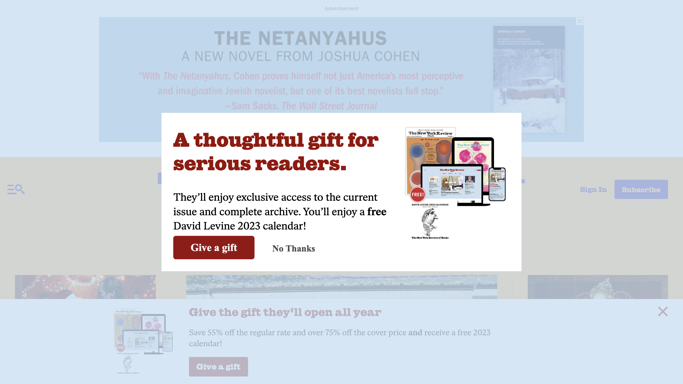 Advertisement
THE NETANYAHUS
A NEW NOVEL FROM JOSHUA COHEN
“With The Netanyahus, Cohen proves himself not just America's most perceptive
and imaginative Jewish novelist, but one of its best novelists full stop.”
—Sam Sacks, The Wall Street Journal
A thoughtful gift for
serious readers.
They’ll enjoy exclusive access to the current
issue and complete archive. You’ll enjoy a free
David Levine 2023 calendar!
Give a gift
No Thanks
The New York Review
FREE!
Sign In
Subscribe
Give the gift they’ll open all year
Save 55% off the regular rate and over 75% off the cover price and receive a free 2023
calendar!
Give a gift